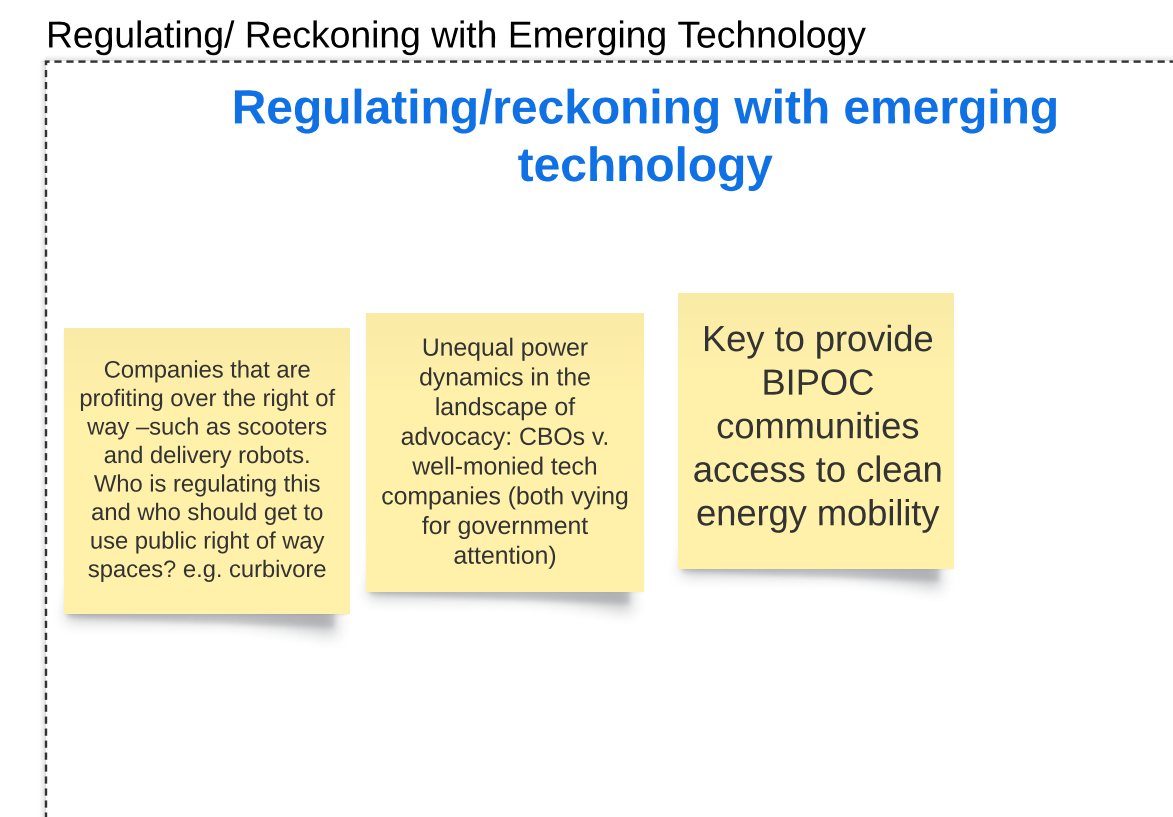 Regulating/ Reckoning with Emerging Technology
Regulating/reckoning with emerging
technology
Companies that are
profiting over the right of
way –such as scooters
and delivery robots.
Who is regulating this
and who should get to
use public right of way
spaces? e.g. curbivore
Unequal power
dynamics in the
landscape of
advocacy: CBOs v.
well-monied tech
companies (both vying
for government
attention)
Key to provide
BIPOC
communities
access to clean
energy mobility